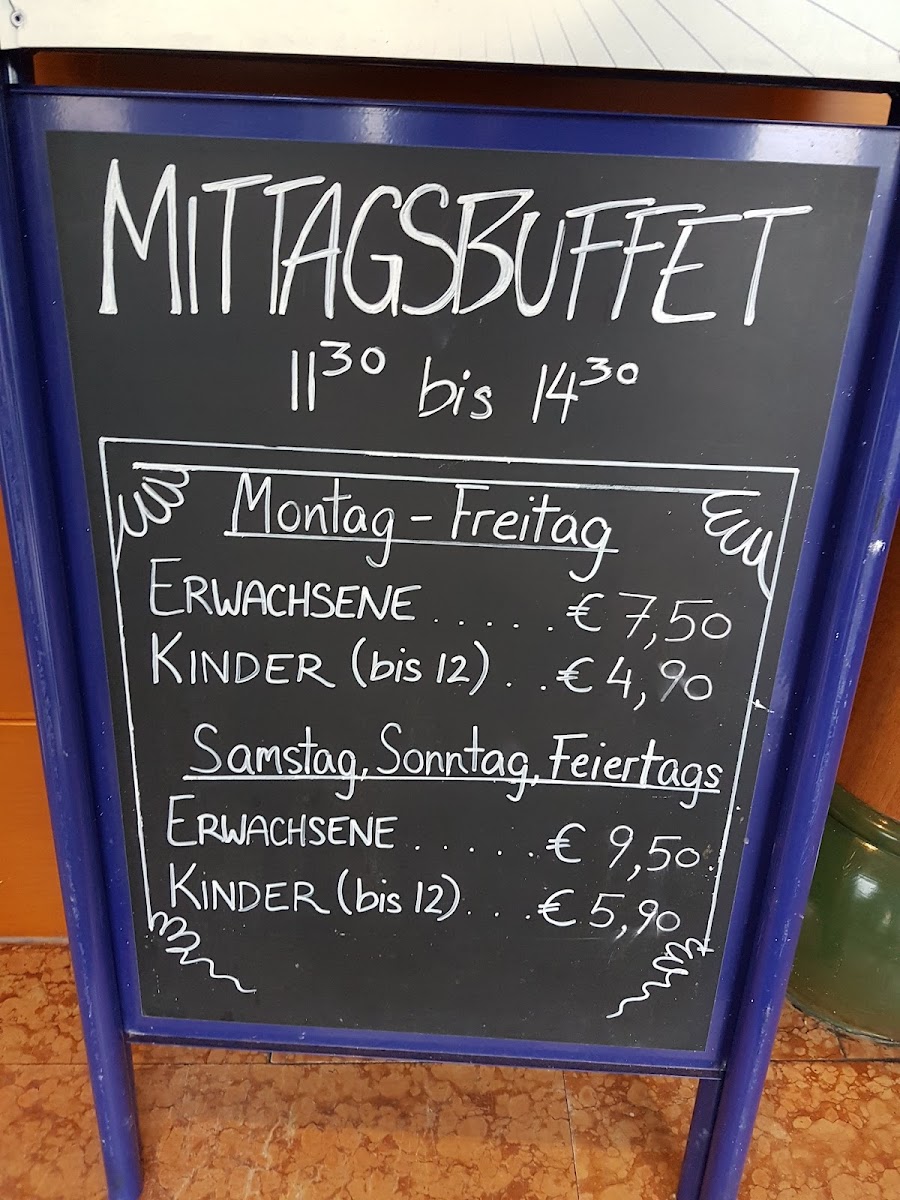 MITTAGSBUFFET
11³⁰ bis 14³⁰
Montag - Freitag
ERWACHSENE ...... € 7,50
KINDER (bis 12) . . . € 4,90
Samstag, Sonntag, Feiertags
ERWACHSENE ...... € 9,50
KINDER (bis 12) . . . € 5,90